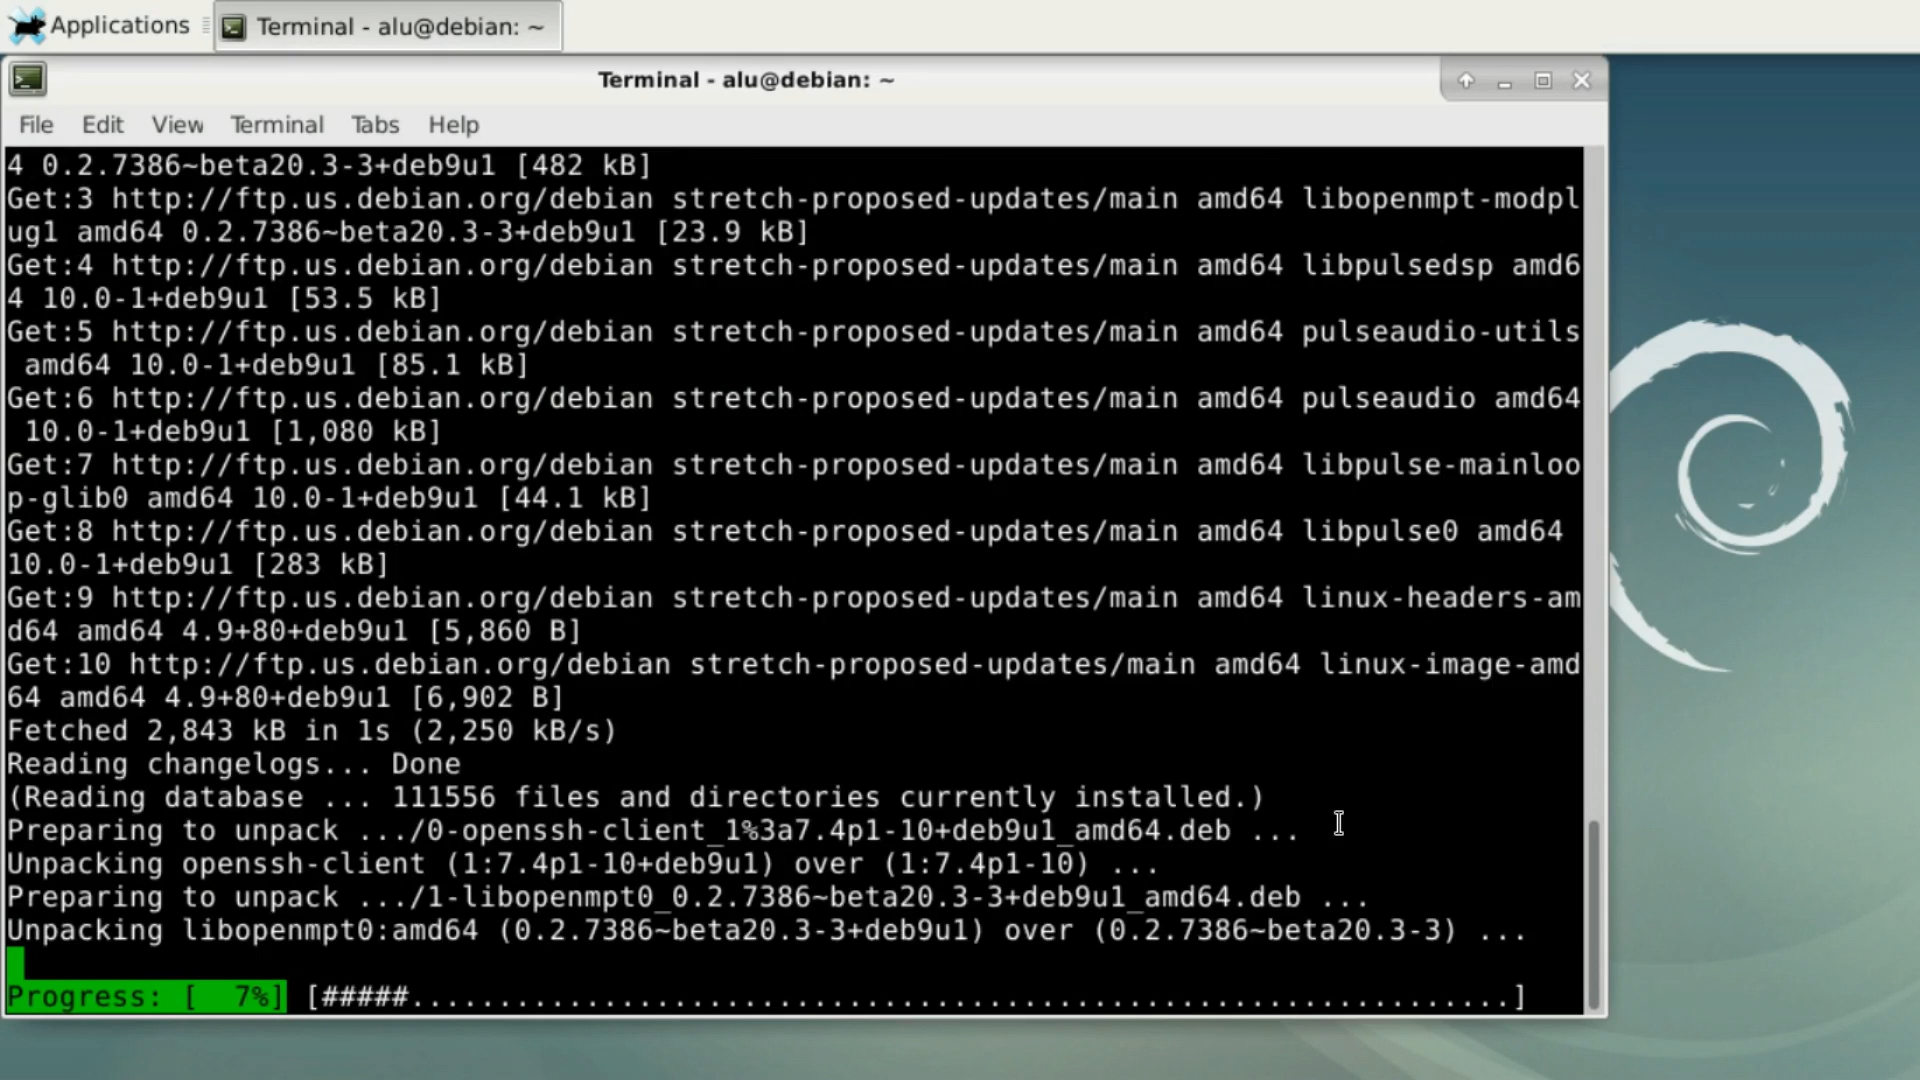 Applications
Terminal - alu@debian: ~
Terminal - alu@debian: ~
File Edit View Terminal Tabs Help
4 0.2.7386~beta20.3-3+deb9u1 [482 kB]
Get:3 http://ftp.us.debian.org/debian stretch-proposed-updates/main amd64 libopenmpt-modpl
ug1 amd64 0.2.7386~beta20.3-3+deb9u1 [23.9 kB]
Get:4 http://ftp.us.debian.org/debian stretch-proposed-updates/main amd64 libpulsedsp amd6
4 10.0-1+deb9u1 [53.5 kB]
Get:5 http://ftp.us.debian.org/debian stretch-proposed-updates/main amd64 pulseaudio-utils
 amd64 10.0-1+deb9u1 [85.1 kB]
Get:6 http://ftp.us.debian.org/debian stretch-proposed-updates/main amd64 pulseaudio amd64
 10.0-1+deb9u1 [1,080 kB]
Get:7 http://ftp.us.debian.org/debian stretch-proposed-updates/main amd64 libpulse-mainloo
p-glib0 amd64 10.0-1+deb9u1 [44.1 kB]
Get:8 http://ftp.us.debian.org/debian stretch-proposed-updates/main amd64 libpulse0 amd64
10.0-1+deb9u1 [283 kB]
Get:9 http://ftp.us.debian.org/debian stretch-proposed-updates/main amd64 linux-headers-am
d64 amd64 4.9+80+deb9u1 [5,860 B]
Get:10 http://ftp.us.debian.org/debian stretch-proposed-updates/main amd64 linux-image-amd
64 amd64 4.9+80+deb9u1 [6,902 B]
Fetched 2,843 kB in 1s (2,250 kB/s)
Reading changelogs... Done
(Reading database ... 111556 files and directories currently installed.)
Preparing to unpack .../0-openssh-client_1%3a7.4p1-10+deb9u1_amd64.deb ...
Unpacking openssh-client (1:7.4p1-10+deb9u1) over (1:7.4p1-10) ...
Preparing to unpack .../1-libopenmpt0_0.2.7386~beta20.3-3+deb9u1_amd64.deb ...
Unpacking libopenmpt0:amd64 (0.2.7386~beta20.3-3+deb9u1) over (0.2.7386~beta20.3-3) ...
Progress: [  7%] [#####...............................................................]